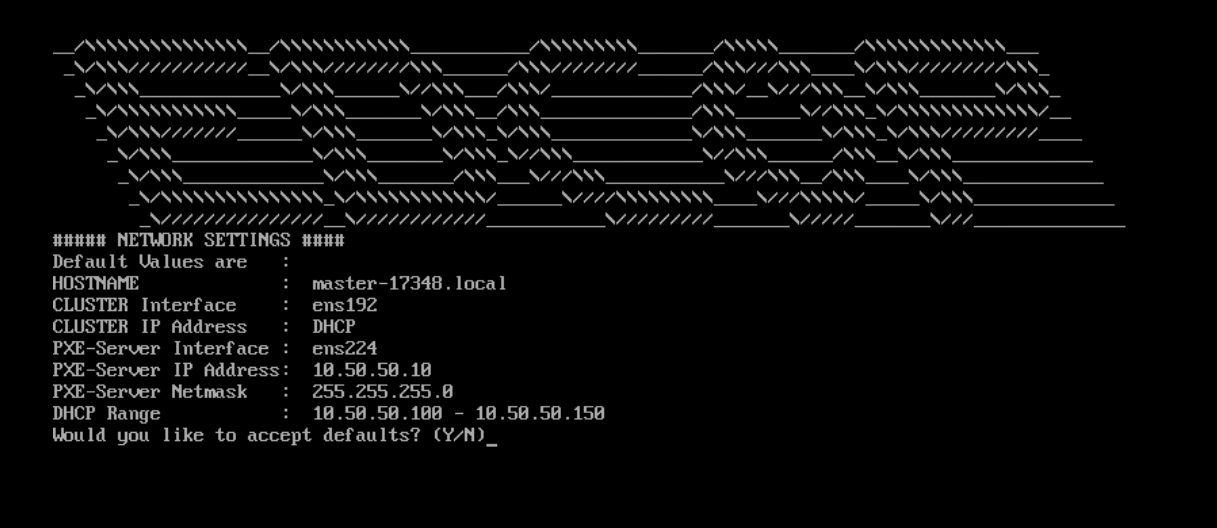 EDCOP
##### NETWORK SETTINGS ####
Default Values are   :
HOSTNAME             :  master-17348.local
CLUSTER Interface    :  ens192
CLUSTER IP Address   :  DHCP
PXE-Server Interface :  ens224
PXE-Server IP Address:  10.50.50.10
PXE-Server Netmask   :  255.255.255.0
DHCP Range           :  10.50.50.100 - 10.50.50.150
Would you like to accept defaults? (Y/N)_